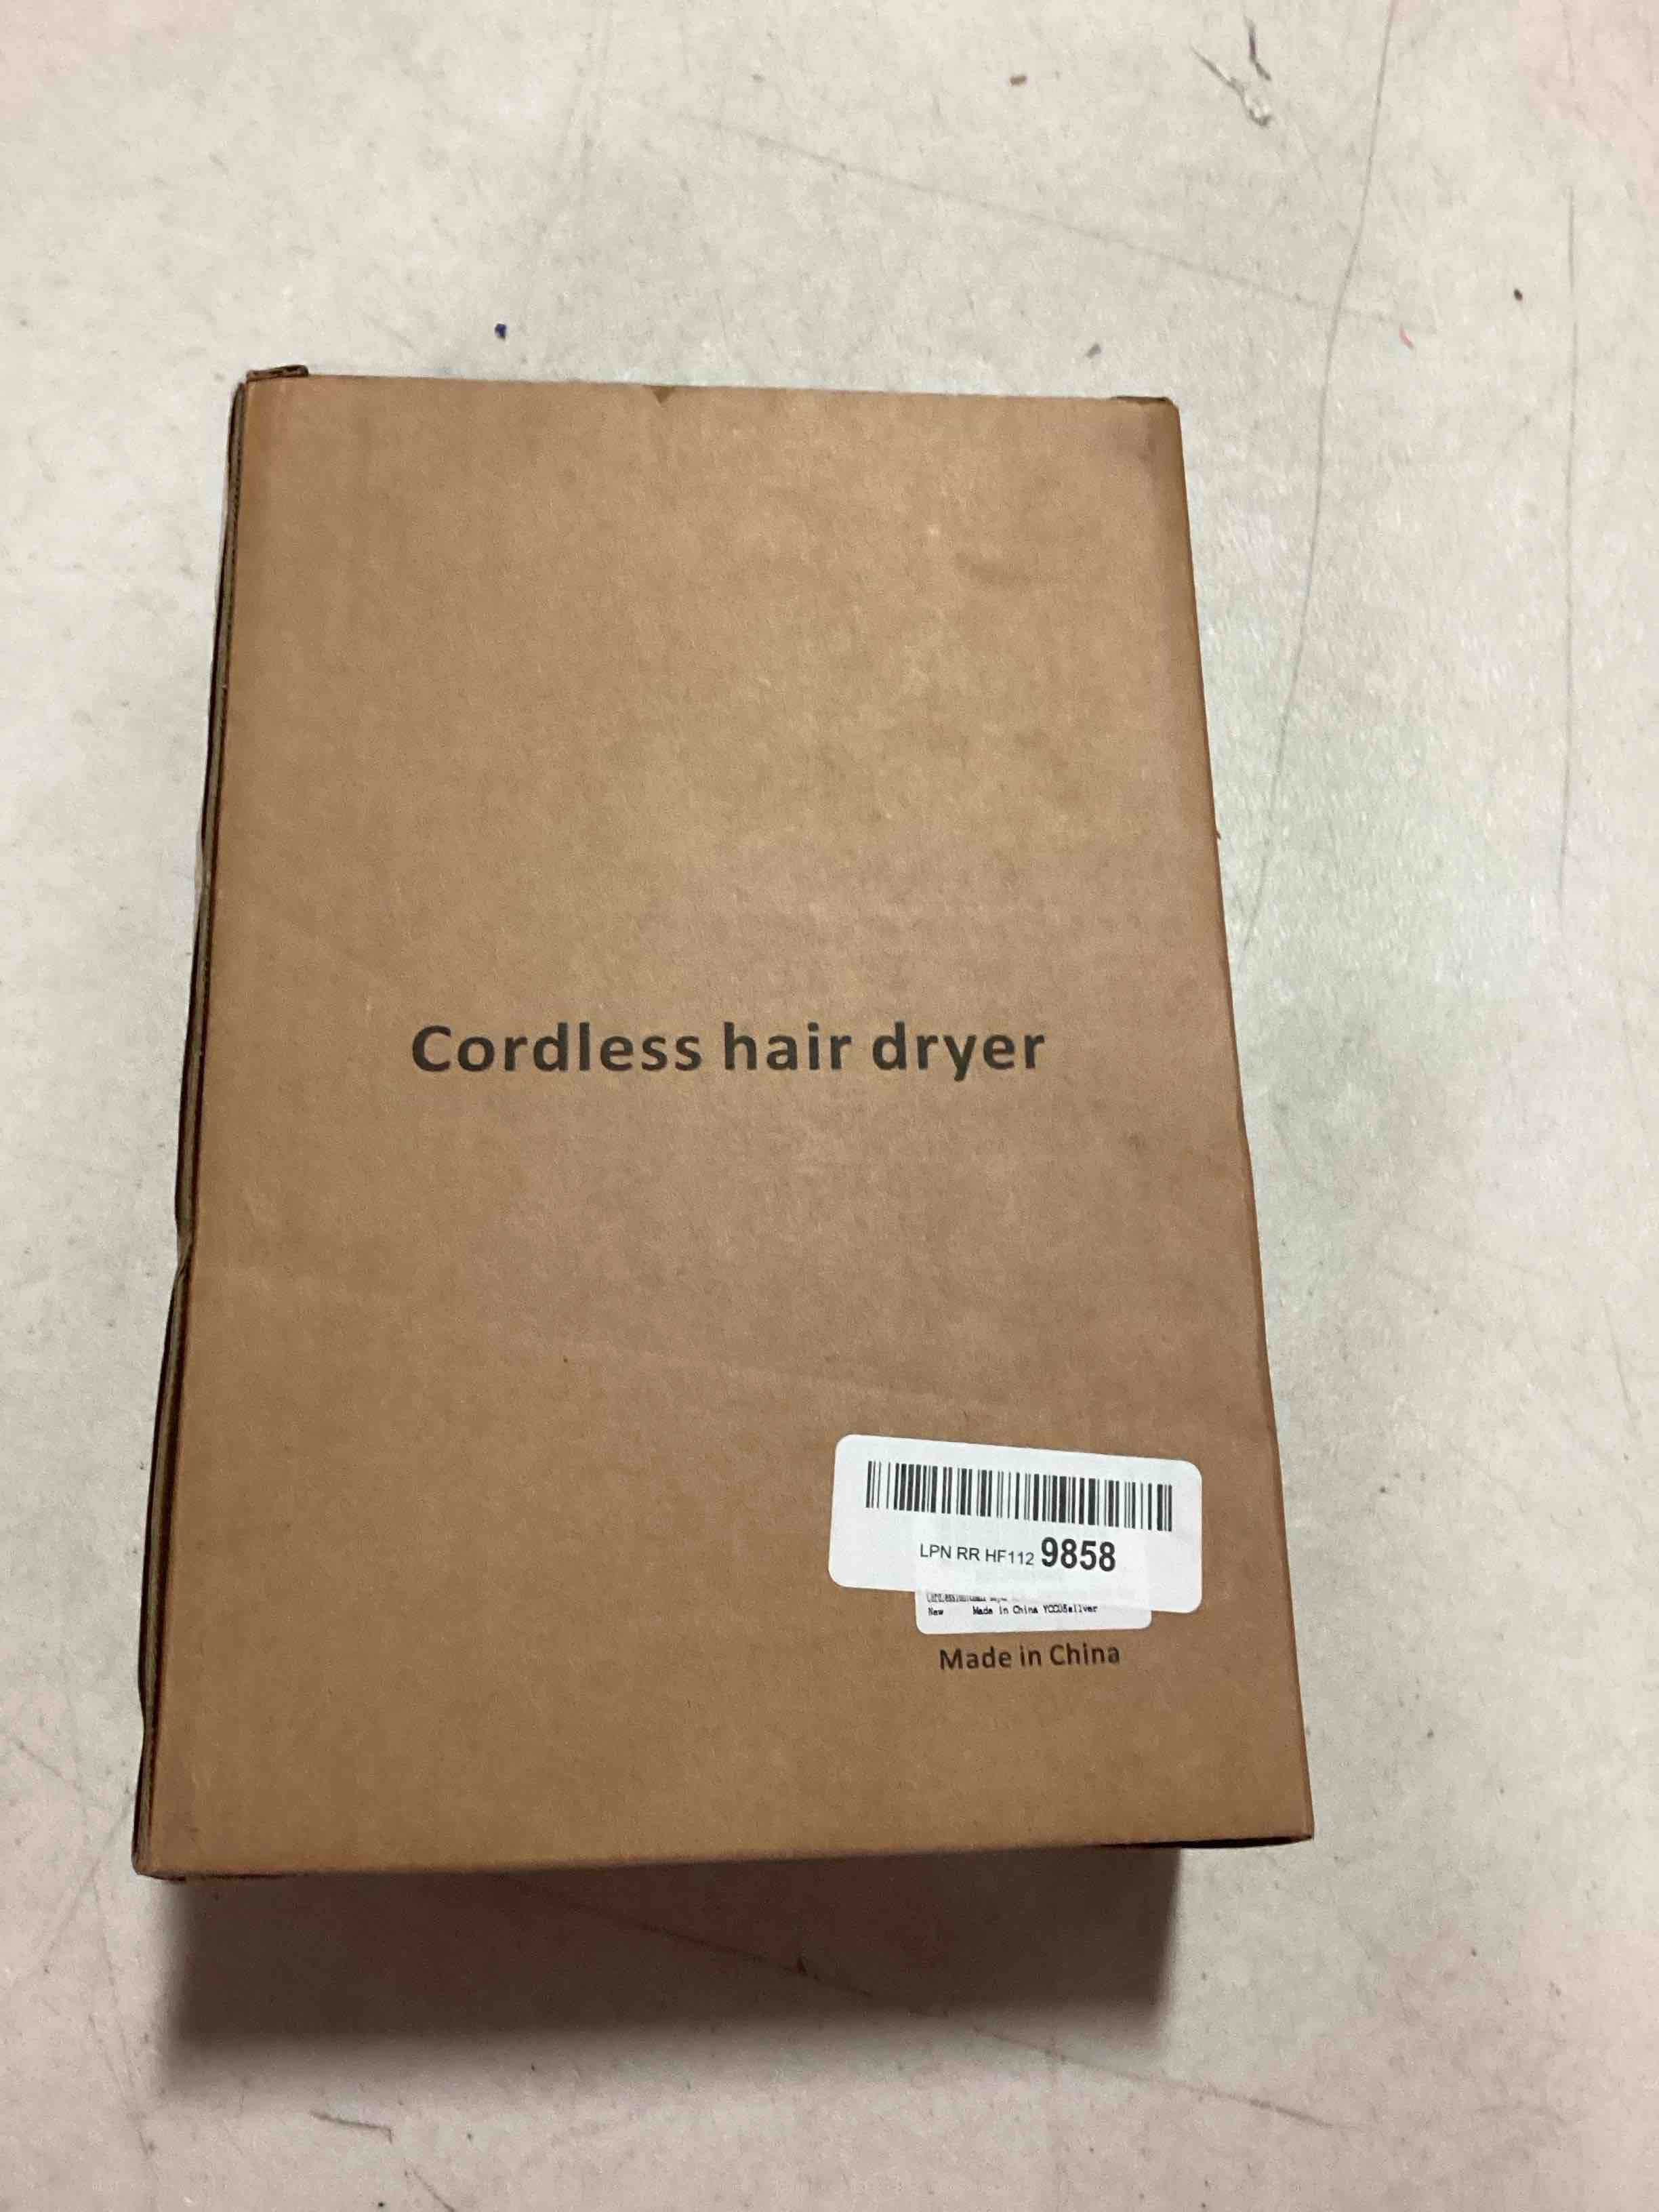 Cordless hair dryer
LPN RR HF112 9858
New Made in China
Made in China